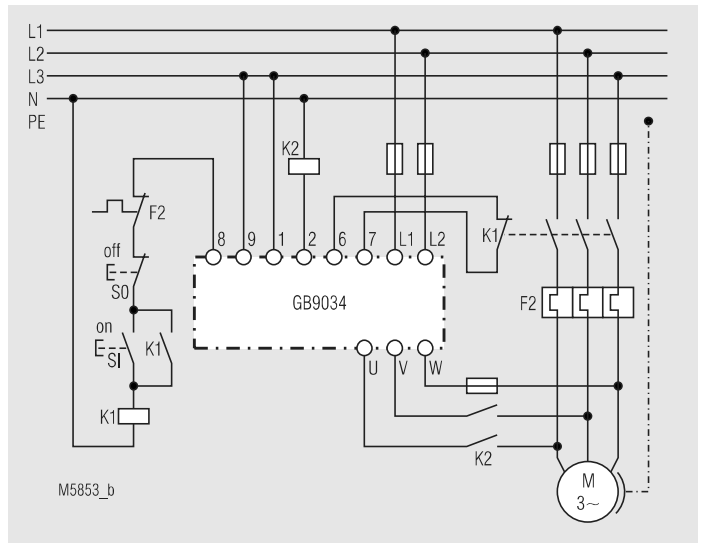 L1
L2
L3
N
PE
K2
F2
8
9
1
2
6
7
L1
L2
K1
off
S0
GB9034
F2
on
SI
K1
U
V
W
K1
K2
M
3~
M5853_b